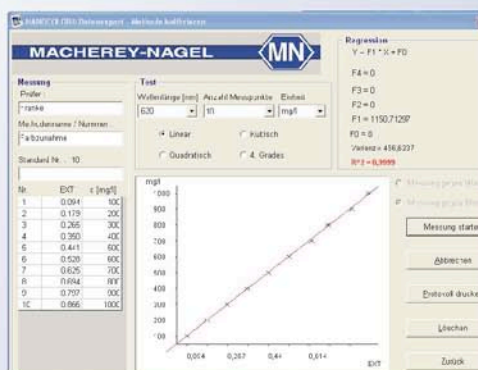 NANOCOLOR® Datenexport - Methode kalibrieren
MACHEREY-NAGEL
MN
Messung
Prüfer
Franke
Methodenname / Nummer
Farbzunahme
Standard Nr. : 10
Nr. EXT c [mg/l]
1 0.094 100
2 0.179 200
3 0.265 300
4 0.350 400
5 0.441 500
6 0.520 600
7 0.625 700
8 0.694 800
9 0.797 900
10 0.866 1000
Test
Wellenlänge [nm] Anzahl Messpunkte Einheit
620 10 mg/l
Linear Kubisch
Quadratisch 4. Grades
Regression
Y = F1 * X + F0
F4 = 0
F3 = 0
F2 = 0
F1 = 1150.71297
F0 = 0
Varianz = 456,6237
R^2 = 0,9999
mg/l
1000
900
800
700
600
500
400
300
200
100
0,094 0,267 0,44 0,614
EXT
Messung starte
Abbrechen
Protokoll drucke
Löschen
Zurück